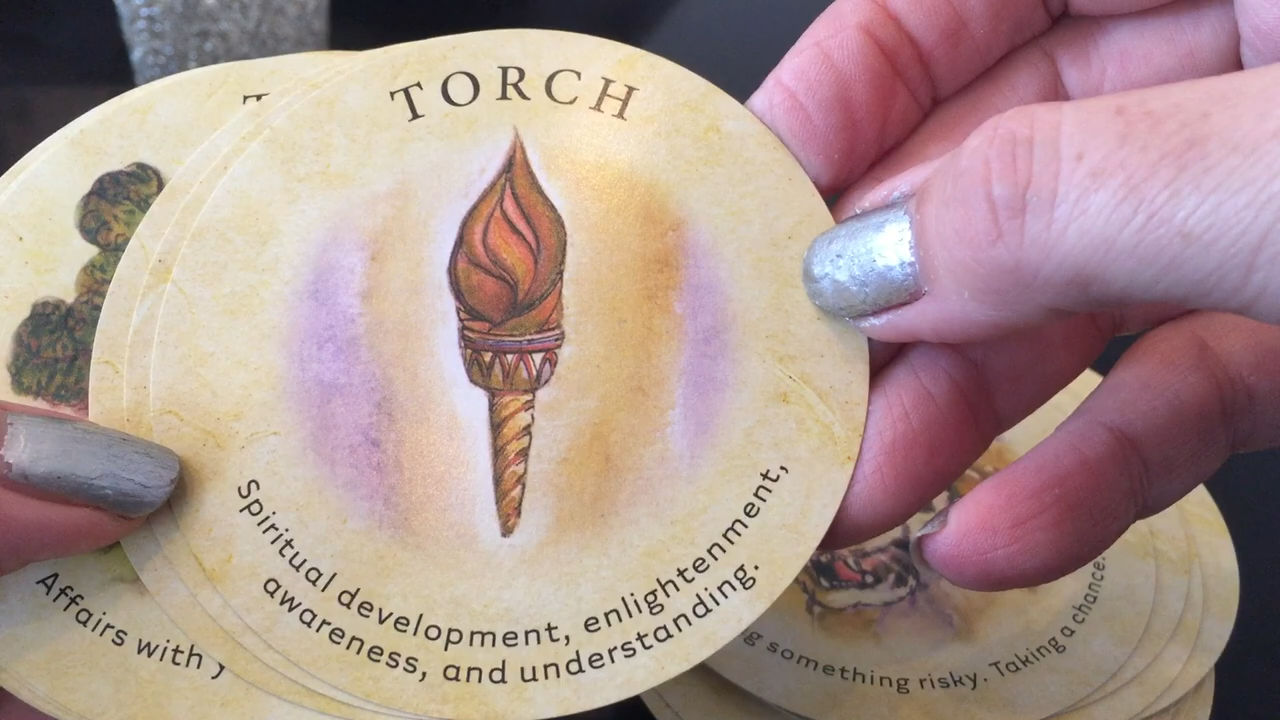 TORCH
Spiritual development, enlightenment,
awareness, and understanding.
Affairs with
something risky. Taking a chance.